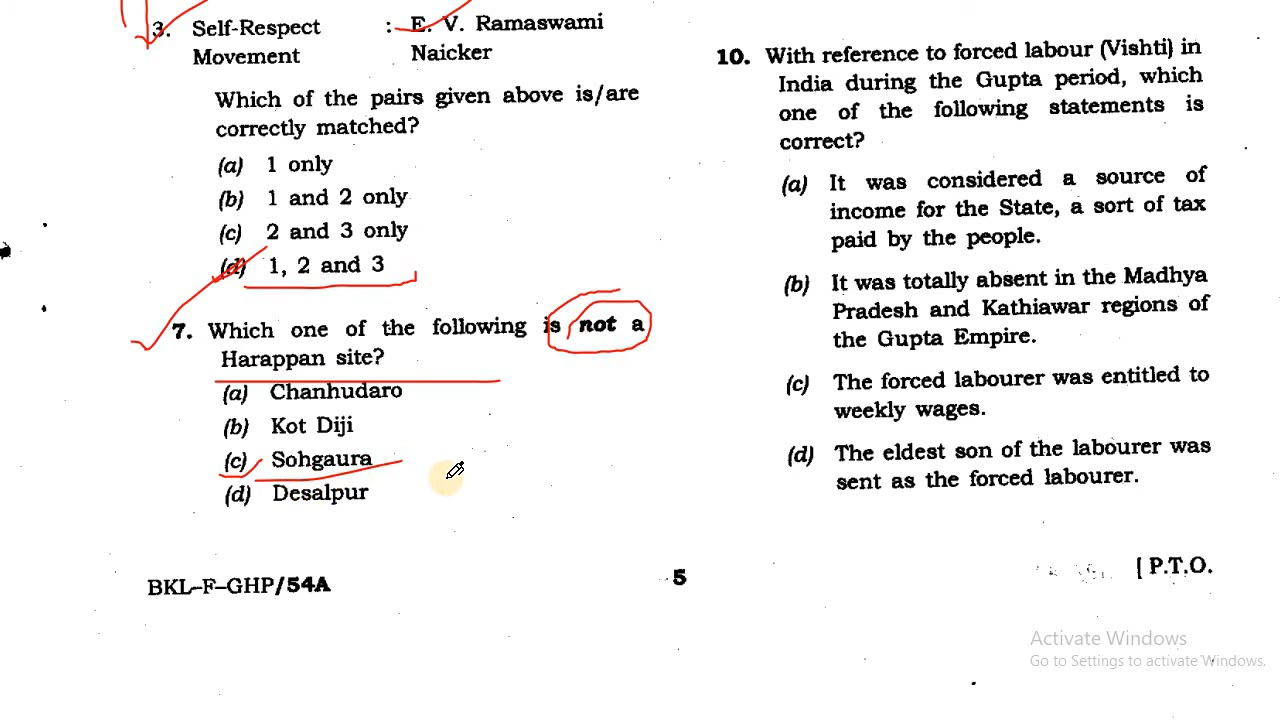 3. Self-Respect : E. V. Ramaswami
Movement Naicker
Which of the pairs given above is/are
correctly matched?
(a) 1 only
(b) 1 and 2 only
(c) 2 and 3 only
(d) 1, 2 and 3
7. Which one of the following is not a
Harappan site?
(a) Chanhudaro
(b) Kot Diji
(c) Sohgaura
(d) Desalpur
10. With reference to forced labour (Vishti) in
India during the Gupta period, which
one of the following statements is
correct?
(a) It was considered a source of
income for the State, a sort of tax
paid by the people.
(b) It was totally absent in the Madhya
Pradesh and Kathiawar regions of
the Gupta Empire.
(c) The forced labourer was entitled to
weekly wages.
(d) The eldest son of the labourer was
sent as the forced labourer.
BKL–F–GHP/54A
5
[ P.T.O.
Activate Windows
Go to Settings to activate Windows.